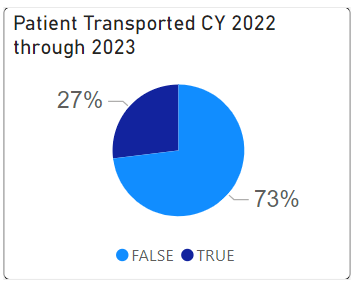 Patient Transported CY 2022
through 2023
27%
73%
FALSE TRUE